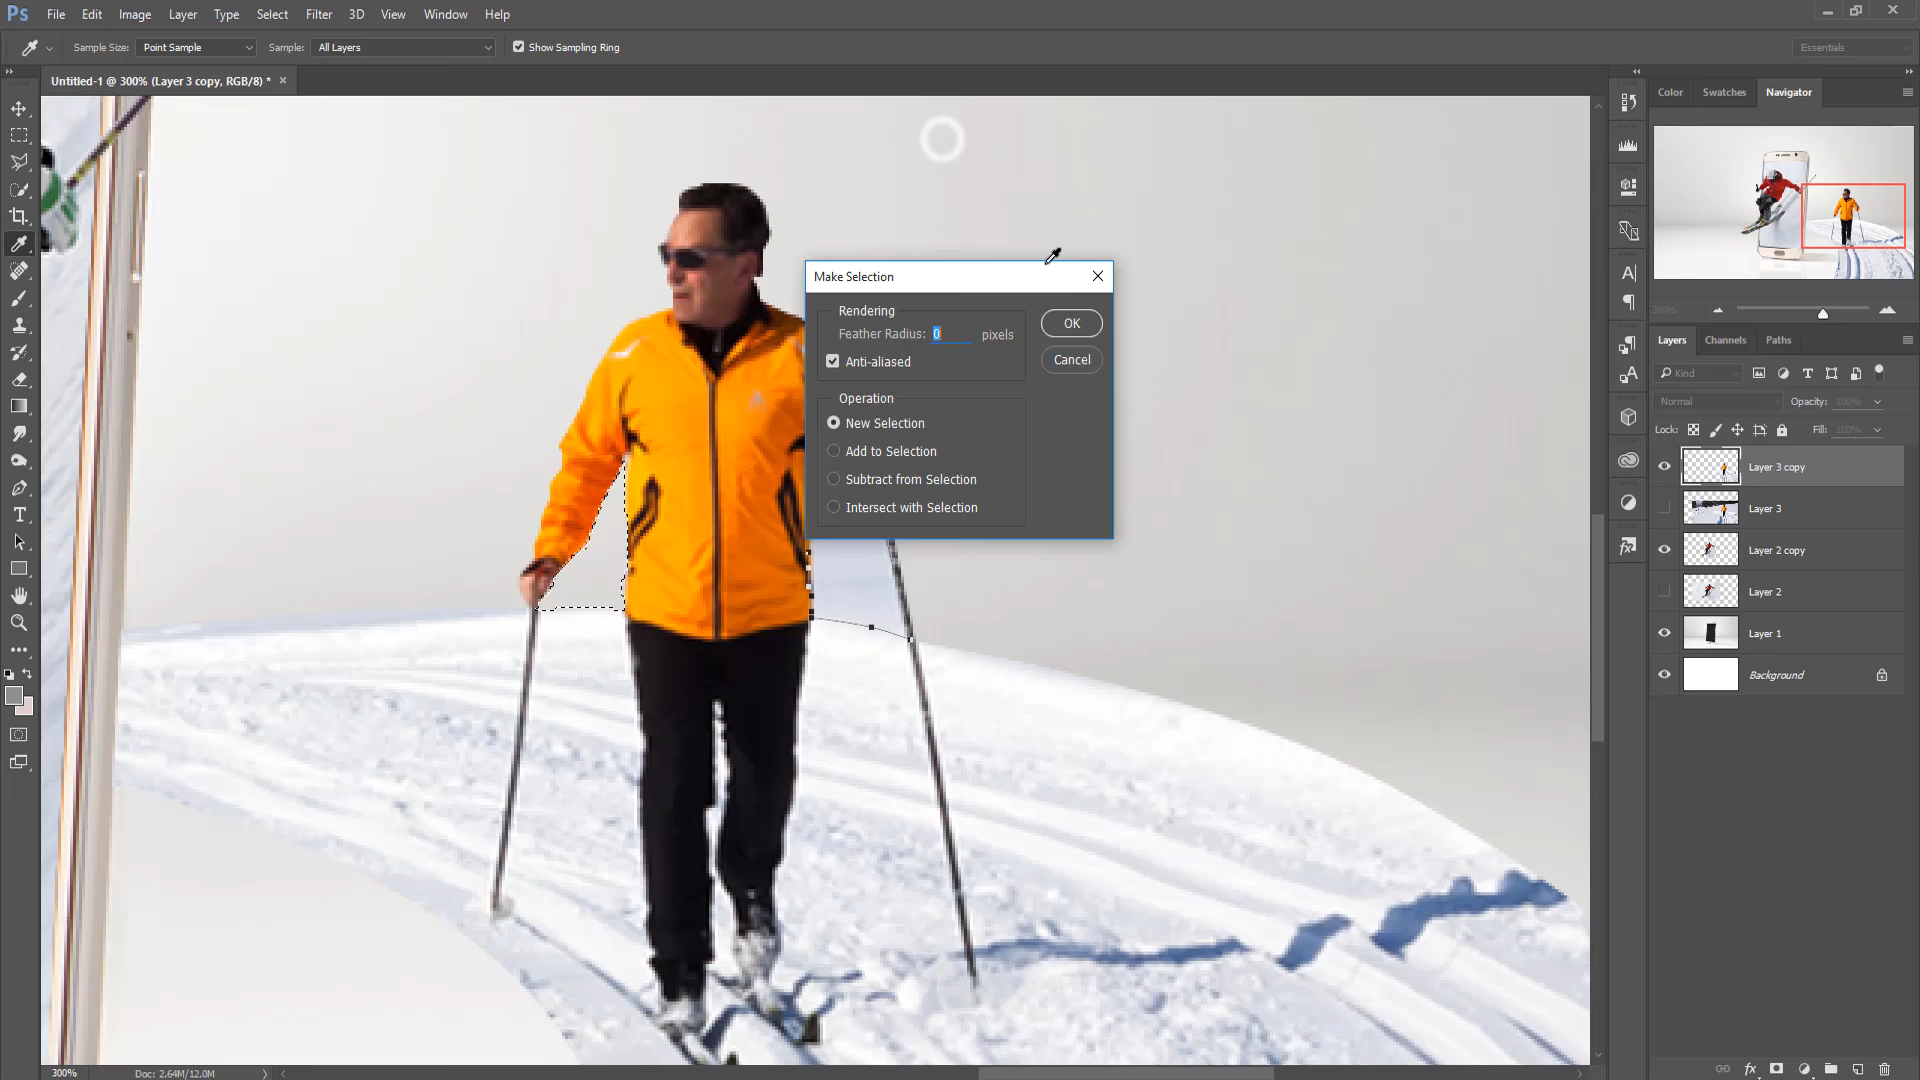 Ps File Edit Image Layer Type Select Filter 3D View Window Help
Sample Size: Point Sample Sample: All Layers Show Sampling Ring Essentials
Untitled-1 @ 300% (Layer 3 copy, RGB/8) *
Color Swatches Navigator
300%
Layers Channels Paths
Kind
Normal Opacity: 100%
Lock: Fill: 100%
Layer 3 copy
Layer 3
Layer 2 copy
Layer 2
Layer 1
Background
Make Selection
Rendering
Feather Radius: 0 pixels
Anti-aliased
OK
Cancel
Operation
New Selection
Add to Selection
Subtract from Selection
Intersect with Selection
300% Doc: 2.64M/12.0M